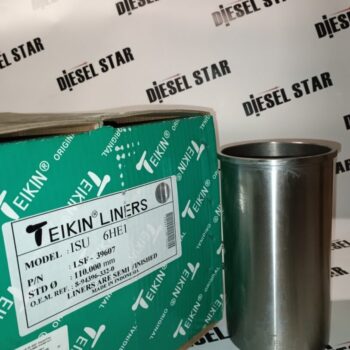 DIESEL STAR
DIESEL STAR
DIESEL STAR
DIESEL STAR
DIESEL STAR
TEIKIN®
ORIGINAL
TEIKIN® LINERS
MODEL : ISU 6HE1
P/N : LSF - 39607
STD Ø : 110.000 mm
O.E.M. REF : 8-94396-332-0
LINERS ARE SEMI FINISHED
MADE IN INDONESIA